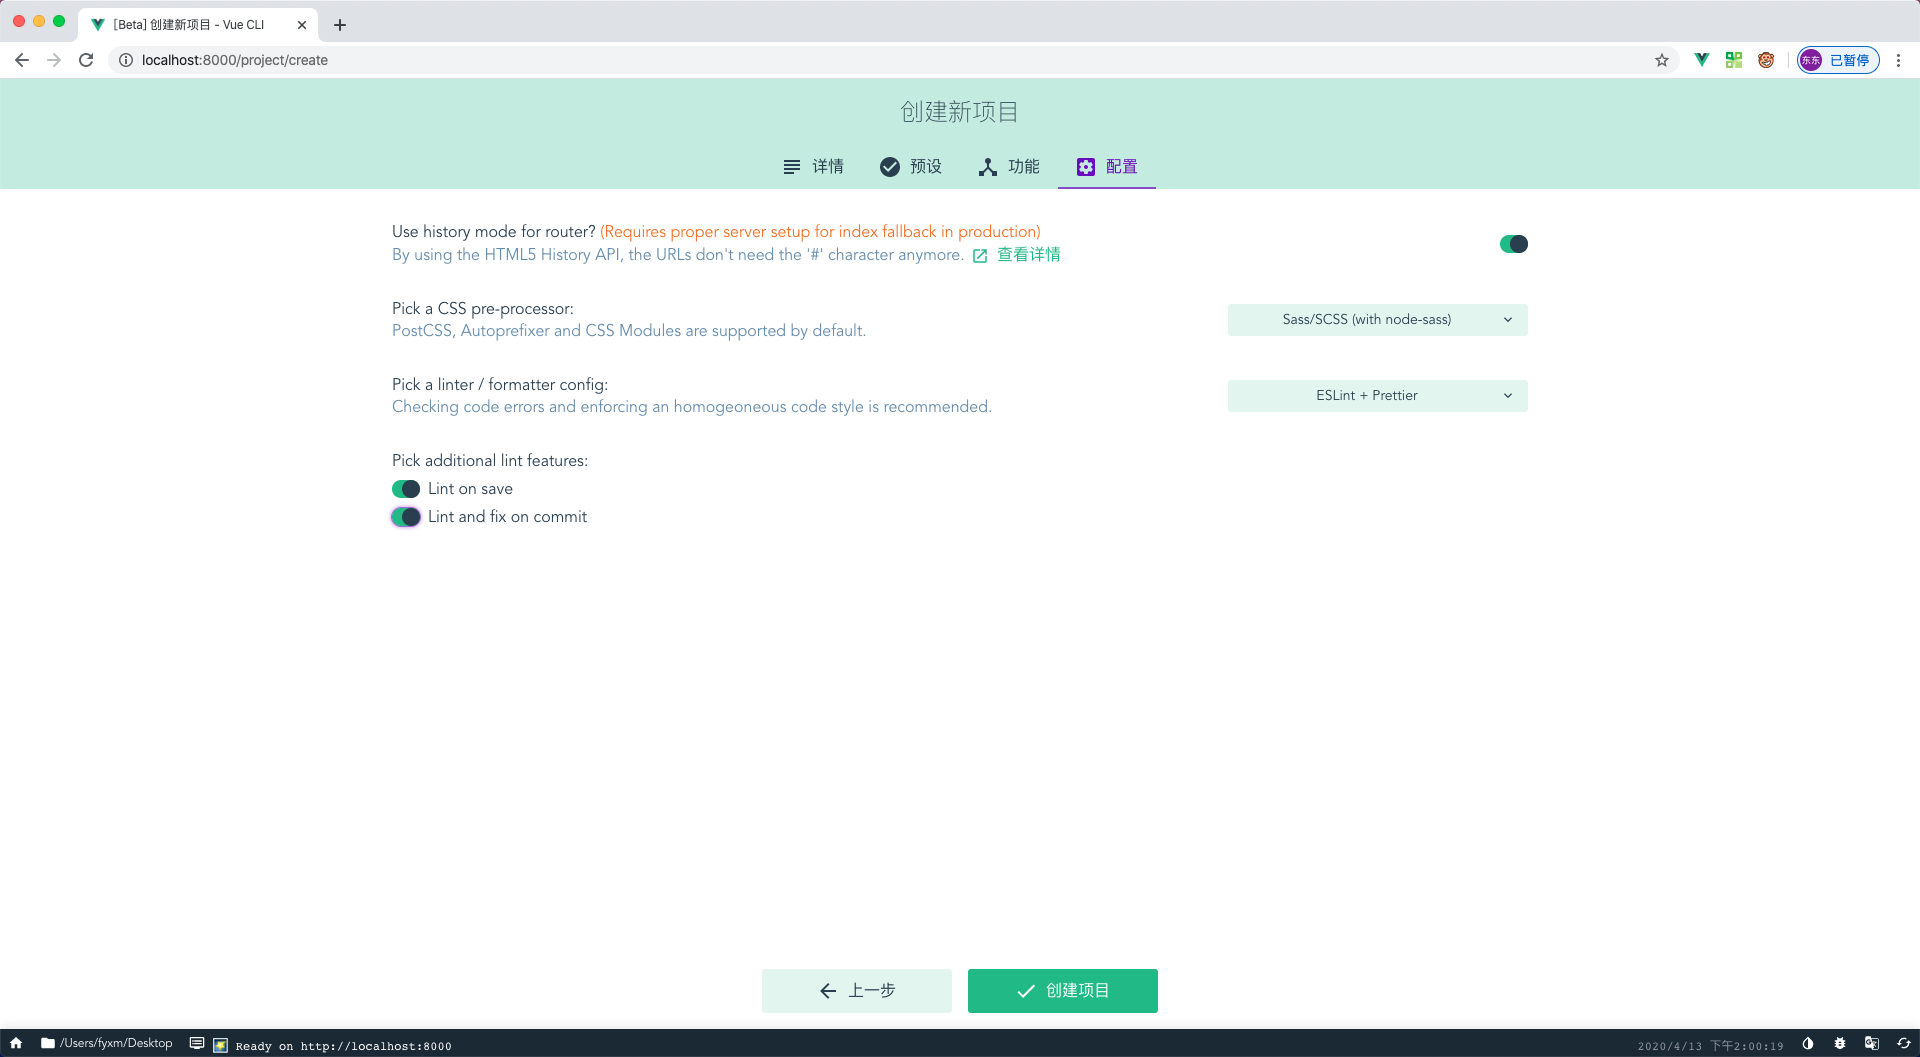 [Beta] 创建新项目 - Vue CLI
localhost:8000/project/create
东东 已暂停
创建新项目
详情 预设 功能 配置
Use history mode for router? (Requires proper server setup for index fallback in production)
By using the HTML5 History API, the URLs don't need the '#' character anymore. 查看详情
Pick a CSS pre-processor:
PostCSS, Autoprefixer and CSS Modules are supported by default.
Sass/SCSS (with node-sass)
Pick a linter / formatter config:
Checking code errors and enforcing an homogeoneous code style is recommended.
ESLint + Prettier
Pick additional lint features:
Lint on save
Lint and fix on commit
上一步 创建项目
/Users/fyxm/Desktop Ready on http://localhost:8000 2020/4/13 下午2:00:19